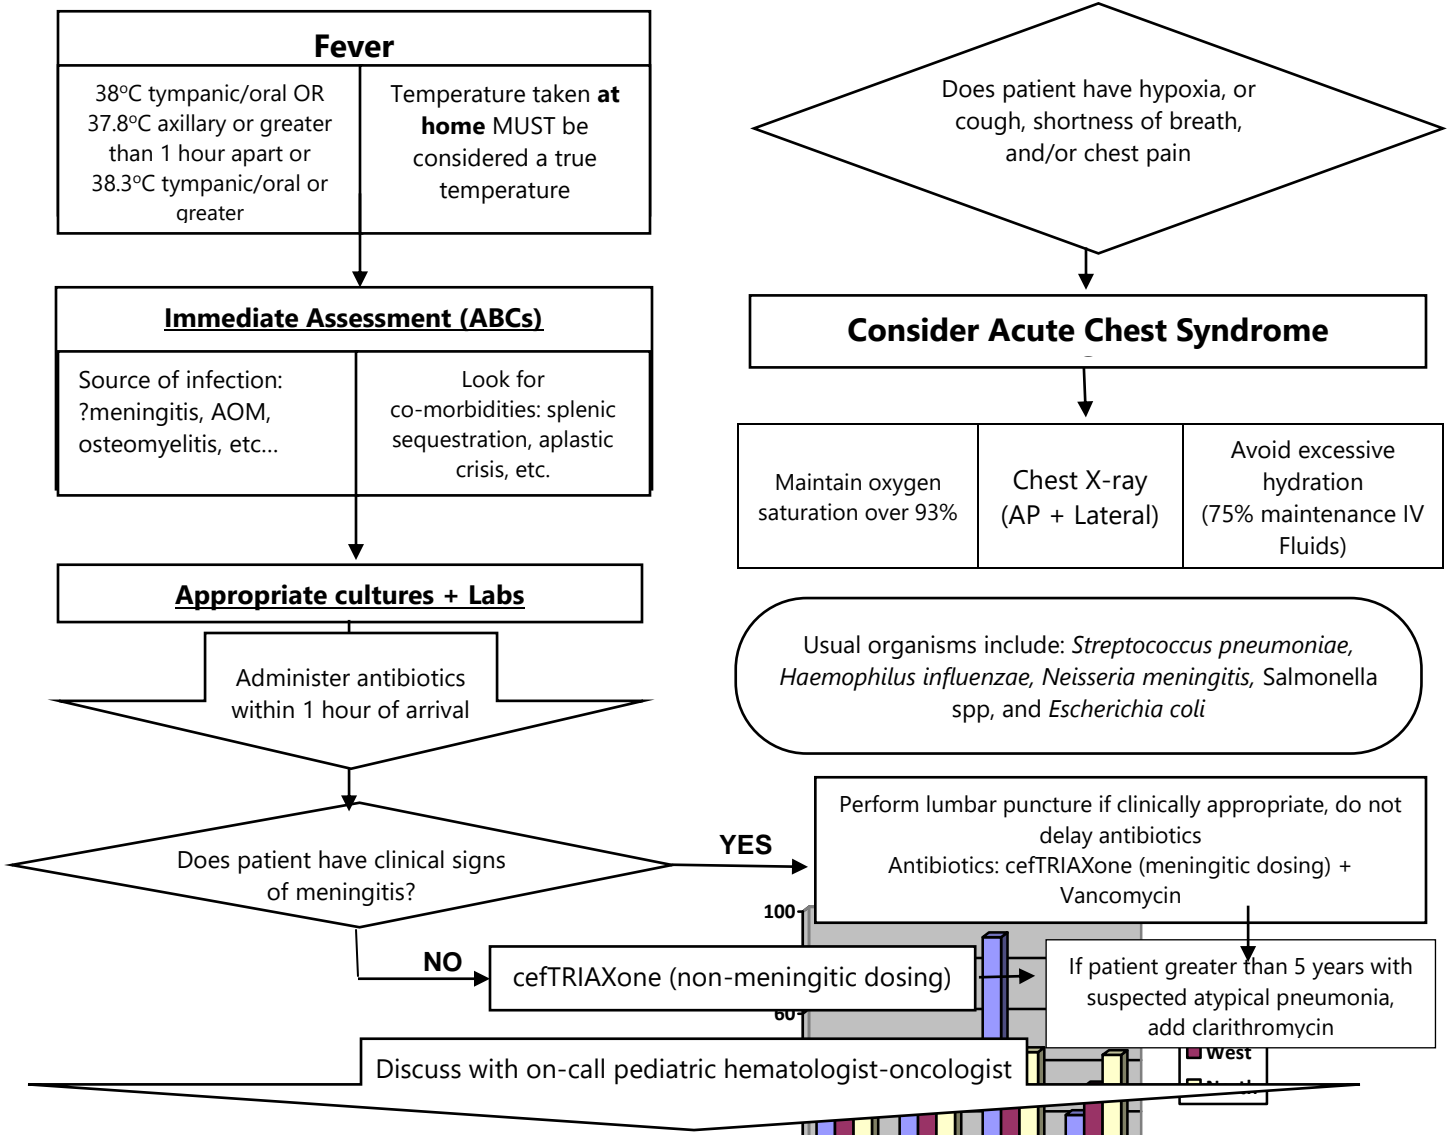 Fever
38°C tympanic/oral OR
37.8°C axillary or greater
than 1 hour apart or
38.3°C tympanic/oral or
greater
Temperature taken at
home MUST be
considered a true
temperature
Immediate Assessment (ABCs)
Source of infection:
?meningitis, AOM,
osteomyelitis, etc...
Look for
co-morbidities: splenic
sequestration, aplastic
crisis, etc.
Appropriate cultures + Labs
Administer antibiotics
within 1 hour of arrival
Does patient have clinical signs
of meningitis?
YES
NO
cefTRIAXone (non-meningitic dosing)
Discuss with on-call pediatric hematologist-oncologist
Does patient have hypoxia, or
cough, shortness of breath,
and/or chest pain
Consider Acute Chest Syndrome
Maintain oxygen
saturation over 93%
Chest X-ray
(AP + Lateral)
Avoid excessive
hydration
(75% maintenance IV
Fluids)
Usual organisms include: Streptococcus pneumoniae,
Haemophilus influenzae, Neisseria meningitis, Salmonella
spp, and Escherichia coli
Perform lumbar puncture if clinically appropriate, do not
delay antibiotics
Antibiotics: cefTRIAXone (meningitic dosing) +
Vancomycin
If patient greater than 5 years with
suspected atypical pneumonia,
add clarithromycin
100
60
West